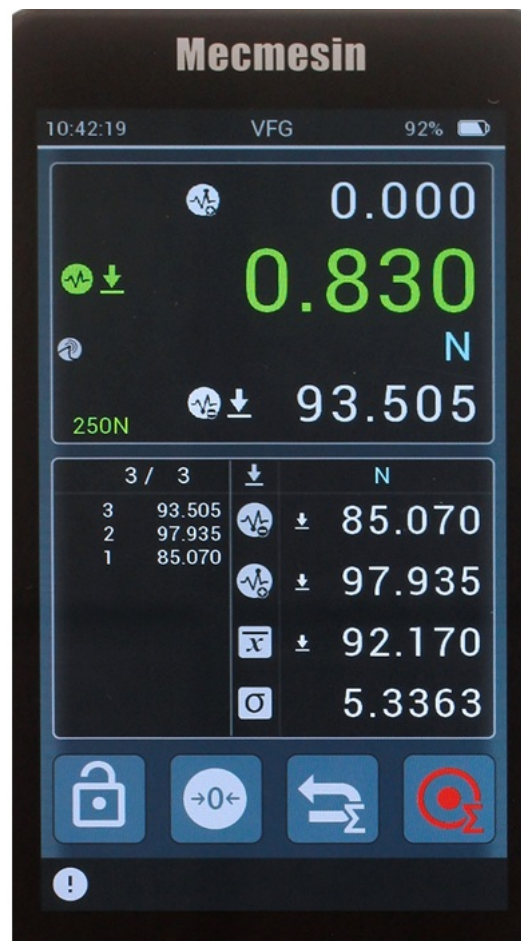 Mecmesin
10:42:19 VFG 92%
0.000
0.830
N
93.505
250N
3 / 3 N
3 93.505
2 97.935
1 85.070
85.070
97.935
x 92.170
σ 5.3363
→0←
Σ Σ
!